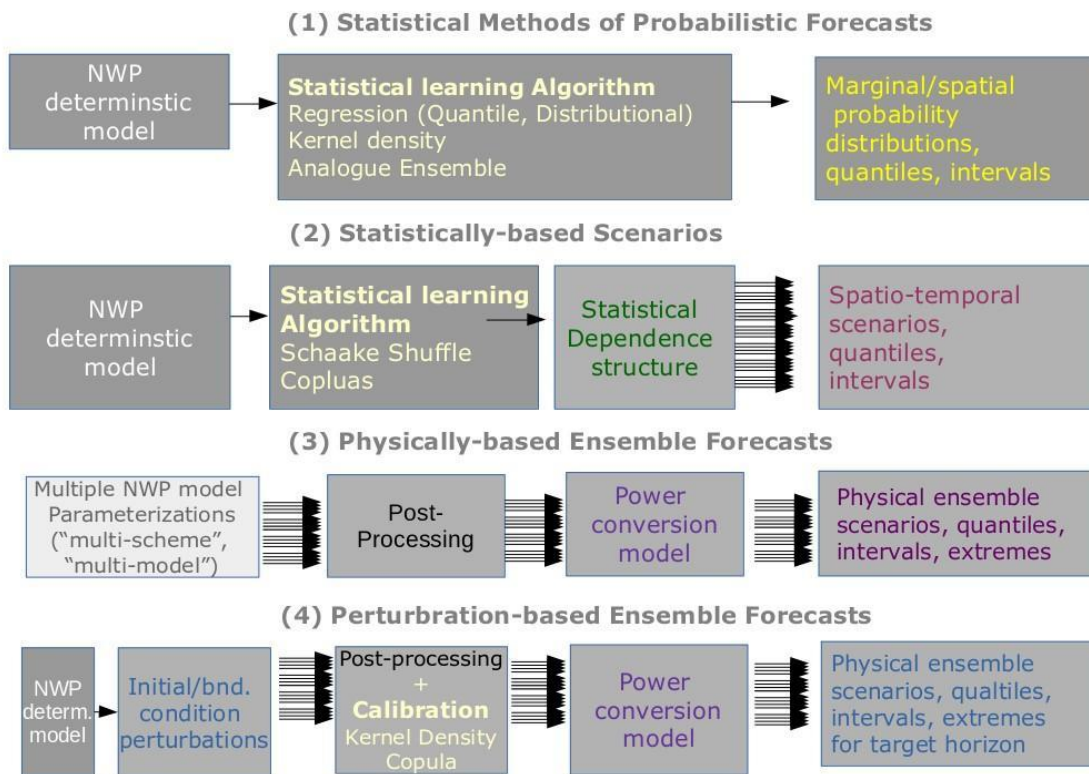 (1) Statistical Methods of Probabilistic Forecasts
NWP
determinstic
model
Statistical learning Algorithm
Regression (Quantile, Distributional)
Kernel density
Analogue Ensemble
Marginal/spatial
probability
distributions,
quantiles, intervals
(2) Statistically-based Scenarios
NWP
determinstic
model
Statistical learning
Algorithm
Schaake Shuffle
Copluas
Statistical
Dependence
structure
Spatio-temporal
scenarios,
quantiles,
intervals
(3) Physically-based Ensemble Forecasts
Multiple NWP model
Parameterizations
(“multi-scheme”,
“multi-model”)
Post-
Processing
Power
conversion
model
Physical ensemble
scenarios, quantiles,
intervals, extremes
(4) Perturbration-based Ensemble Forecasts
NWP
determ.
model
Initial/bnd.
condition
perturbations
Post-processing
+
Calibration
Kernel Density
Copula
Power
conversion
model
Physical ensemble
scenarios, qualtiles,
intervals, extremes
for target horizon